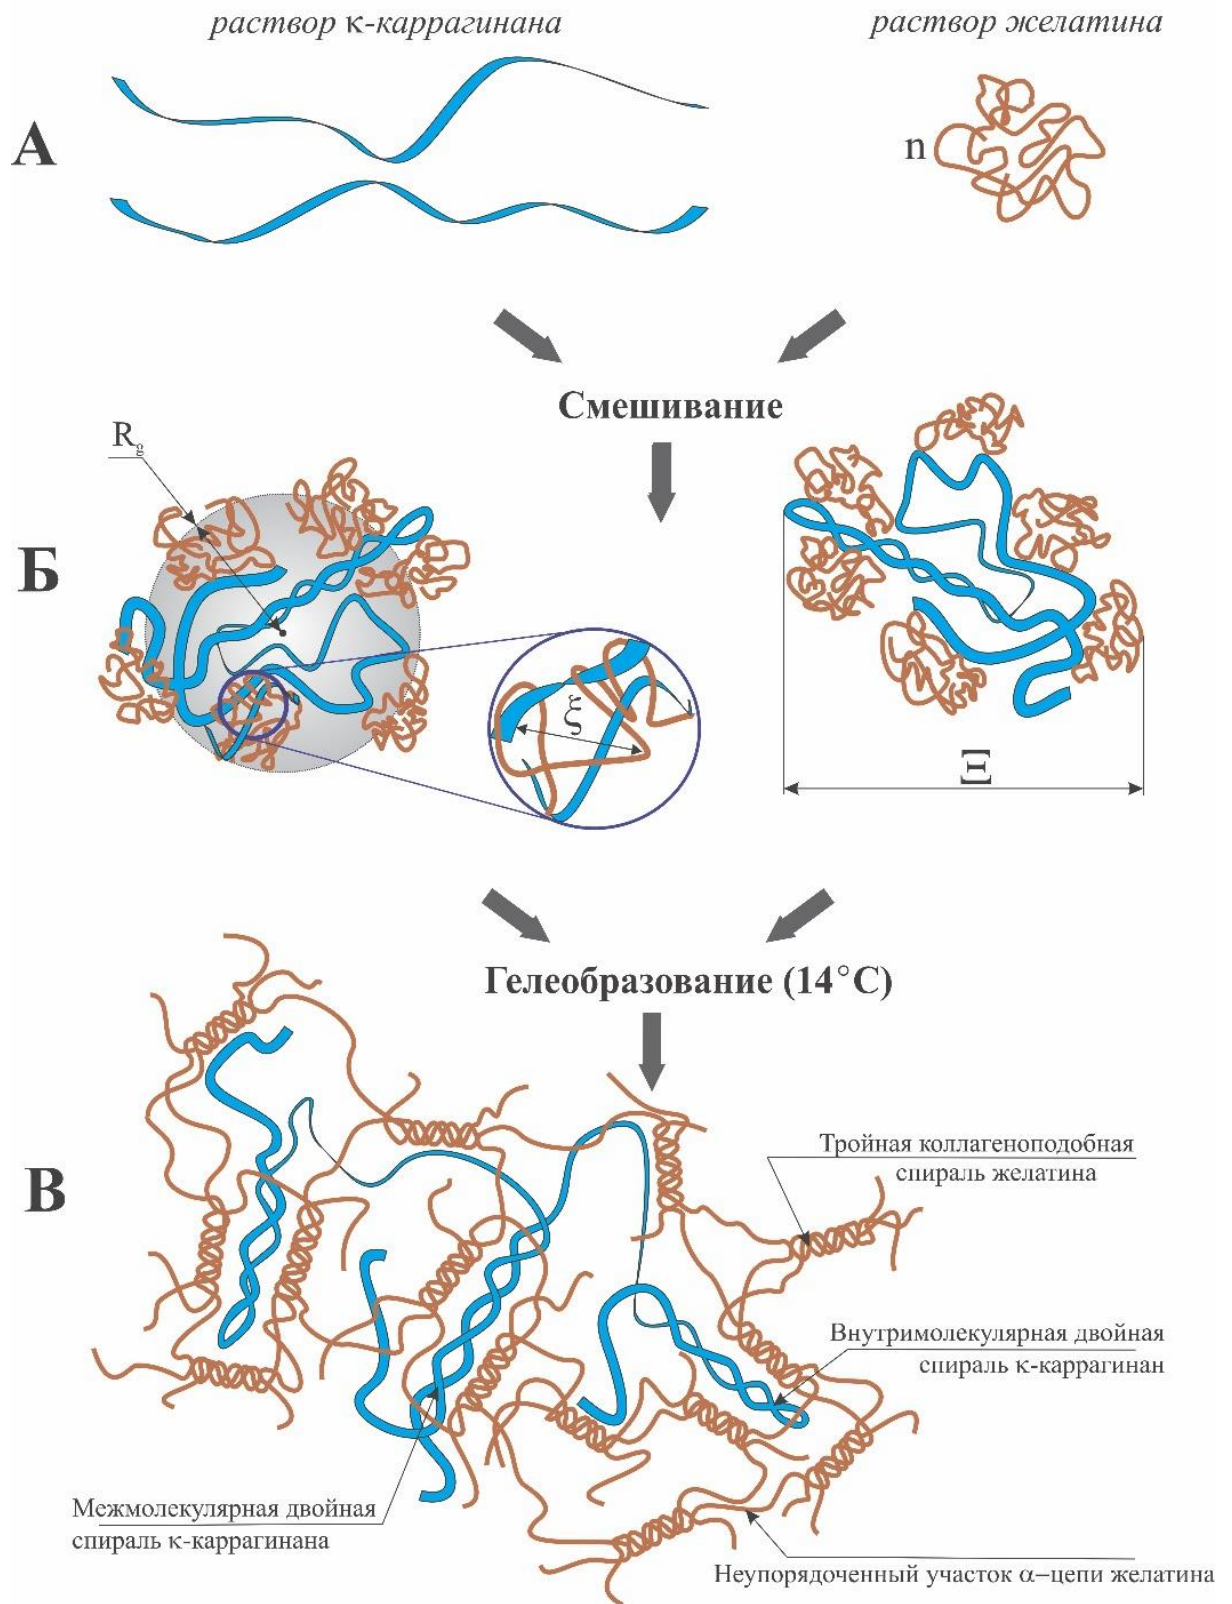 раствор κ-каррагинана
раствор желатина
А
n
Смешивание
Б
R
ξ
Ξ
Гелеобразование (14°С)
В
Тройная коллагеноподобная
спираль желатина
Внутримолекулярная двойная
спираль κ-каррагинан
Межмолекулярная двойная
спираль κ-каррагинана
Неупорядоченный участок α–цепи желатина